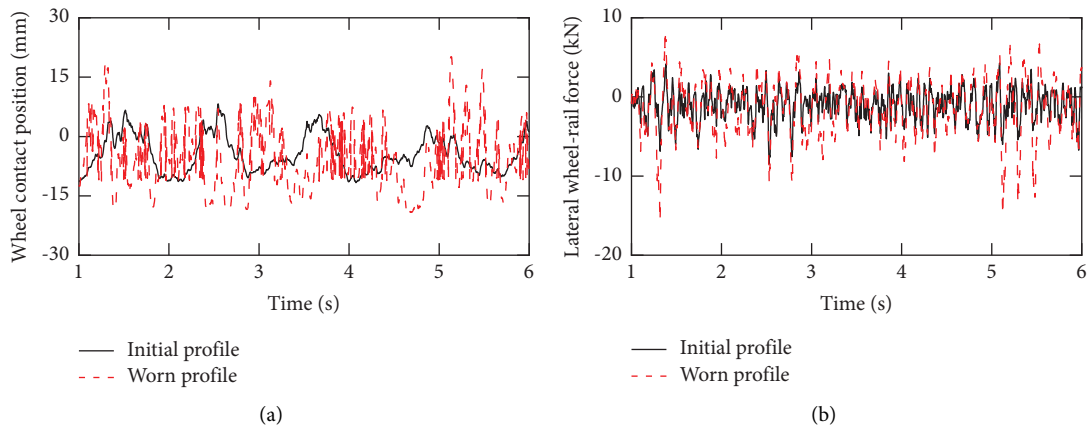 Wheel contact position (mm)
30
15
0
-15
-30
1
2
3
4
5
6
Time (s)
Initial profile
Worn profile
(a)
Lateral wheel-rail force (kN)
10
0
-10
-20
1
2
3
4
5
6
Time (s)
Initial profile
Worn profile
(b)